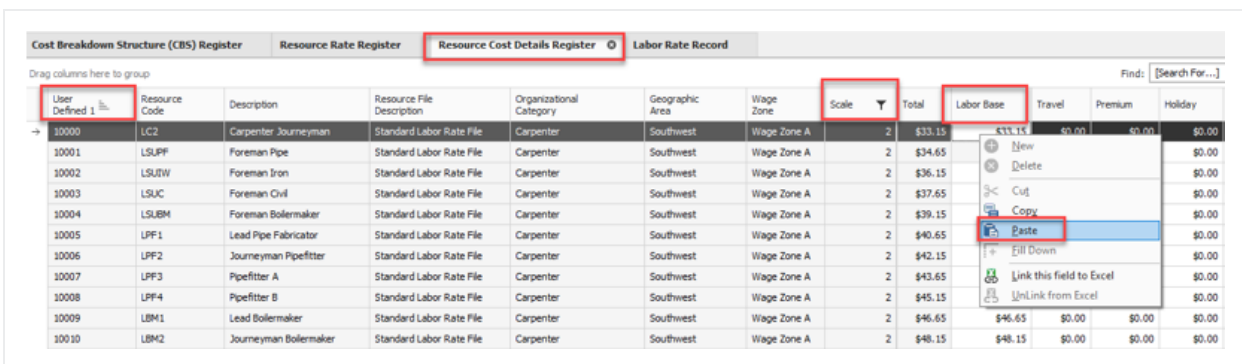 Cost Breakdown Structure (CBS) Register Resource Rate Register Resource Cost Details Register Labor Rate Record
Drag columns here to group Find: [Search For...]
User Defined 1 Resource Code Description Resource File Description Organizational Category Geographic Area Wage Zone Scale Total Labor Base Travel Premium Holiday
10000 LC2 Carpenter Journeyman Standard Labor Rate File Carpenter Southwest Wage Zone A 2 $33.15 $33.15 $0.00 $0.00 $0.00
10001 LSUPF Foreman Pipe Standard Labor Rate File Carpenter Southwest Wage Zone A 2 $34.65 New $0.00
10002 LSUIW Foreman Iron Standard Labor Rate File Carpenter Southwest Wage Zone A 2 $36.15 Delete $0.00
10003 LSUC Foreman Civil Standard Labor Rate File Carpenter Southwest Wage Zone A 2 $37.65 Cut $0.00
10004 LSUBM Foreman Boilermaker Standard Labor Rate File Carpenter Southwest Wage Zone A 2 $39.15 Copy $0.00
10005 LPF1 Lead Pipe Fabricator Standard Labor Rate File Carpenter Southwest Wage Zone A 2 $40.65 Paste $0.00
10006 LPF2 Journeyman Pipefitter Standard Labor Rate File Carpenter Southwest Wage Zone A 2 $42.15 Fill Down $0.00
10007 LPF3 Pipefitter A Standard Labor Rate File Carpenter Southwest Wage Zone A 2 $43.65 Link this field to Excel $0.00
10008 LPF4 Pipefitter B Standard Labor Rate File Carpenter Southwest Wage Zone A 2 $45.15 UnLink from Excel $0.00
10009 LBM1 Lead Boilermaker Standard Labor Rate File Carpenter Southwest Wage Zone A 2 $46.65 $46.65 $0.00 $0.00 $0.00
10010 LBM2 Journeyman Boilermaker Standard Labor Rate File Carpenter Southwest Wage Zone A 2 $48.15 $48.15 $0.00 $0.00 $0.00